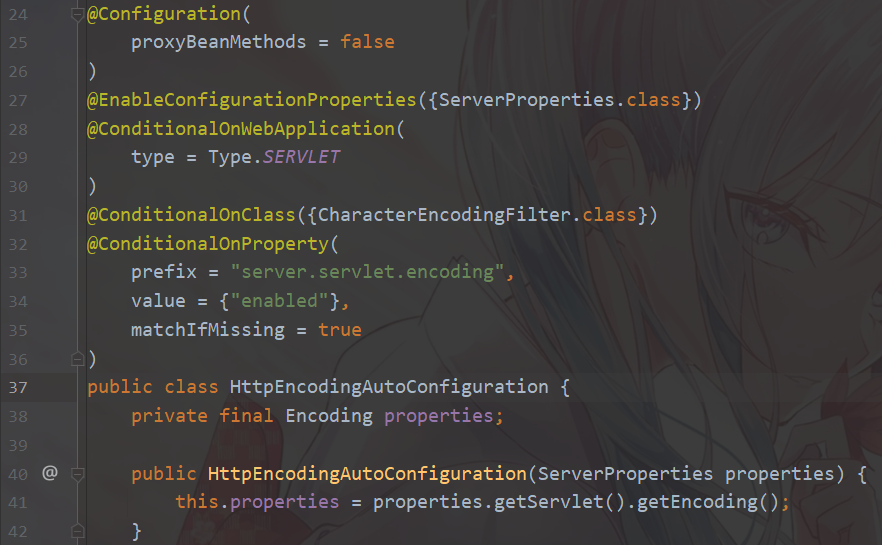 24 @Configuration(
25 proxyBeanMethods = false
26 )
27 @EnableConfigurationProperties({ServerProperties.class})
28 @ConditionalOnWebApplication(
29 type = Type.SERVLET
30 )
31 @ConditionalOnClass({CharacterEncodingFilter.class})
32 @ConditionalOnProperty(
33 prefix = "server.servlet.encoding",
34 value = {"enabled"},
35 matchIfMissing = true
36 )
37 public class HttpEncodingAutoConfiguration {
38 private final Encoding properties;
39
40 @ public HttpEncodingAutoConfiguration(ServerProperties properties) {
41 this.properties = properties.getServlet().getEncoding();
42 }